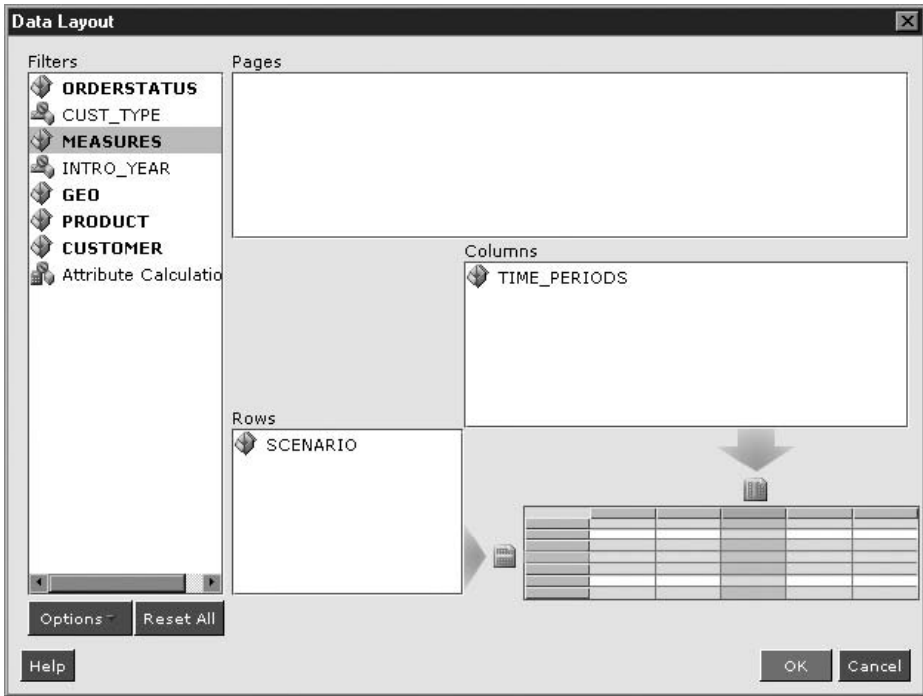 Data Layout
Filters
ORDERSTATUS
CUST_TYPE
MEASURES
INTRO_YEAR
GEO
PRODUCT
CUSTOMER
Attribute Calculatio
Pages
Columns
TIME_PERIODS
Rows
SCENARIO
Options
Reset All
Help
OK
Cancel